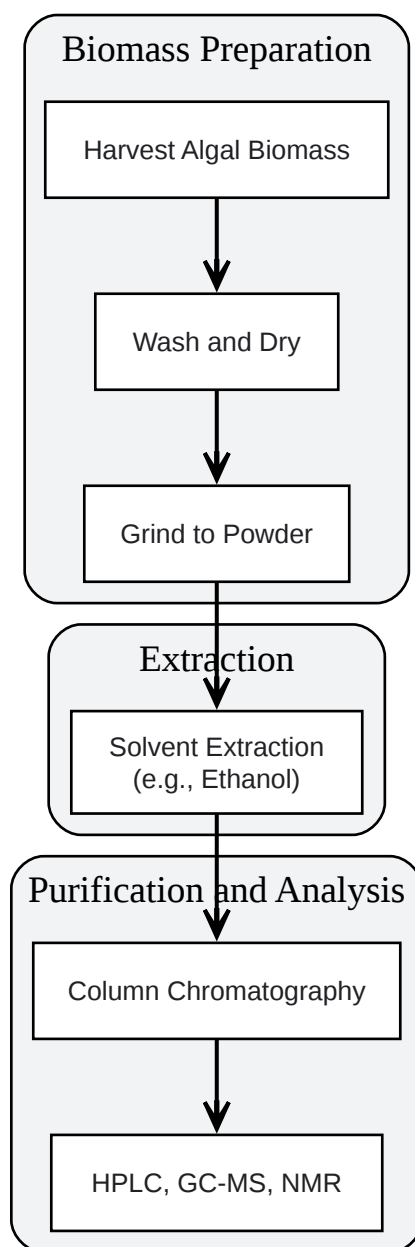 Biomass Preparation
Harvest Algal Biomass
Wash and Dry
Grind to Powder
Extraction
Solvent Extraction
(e.g., Ethanol)
Purification and Analysis
Column Chromatography
HPLC, GC-MS, NMR